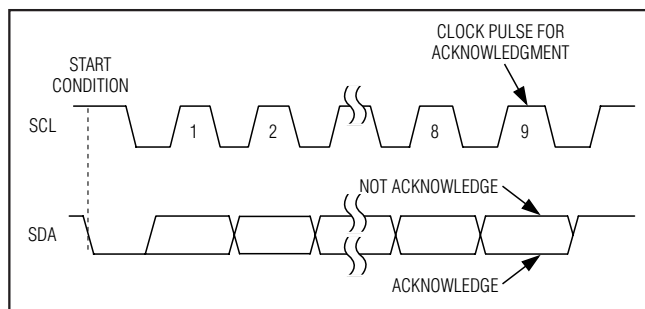 CLOCK PULSE FOR
ACKNOWLEDGMENT
START
CONDITION
SCL
1 2 8 9
NOT ACKNOWLEDGE
SDA
ACKNOWLEDGE